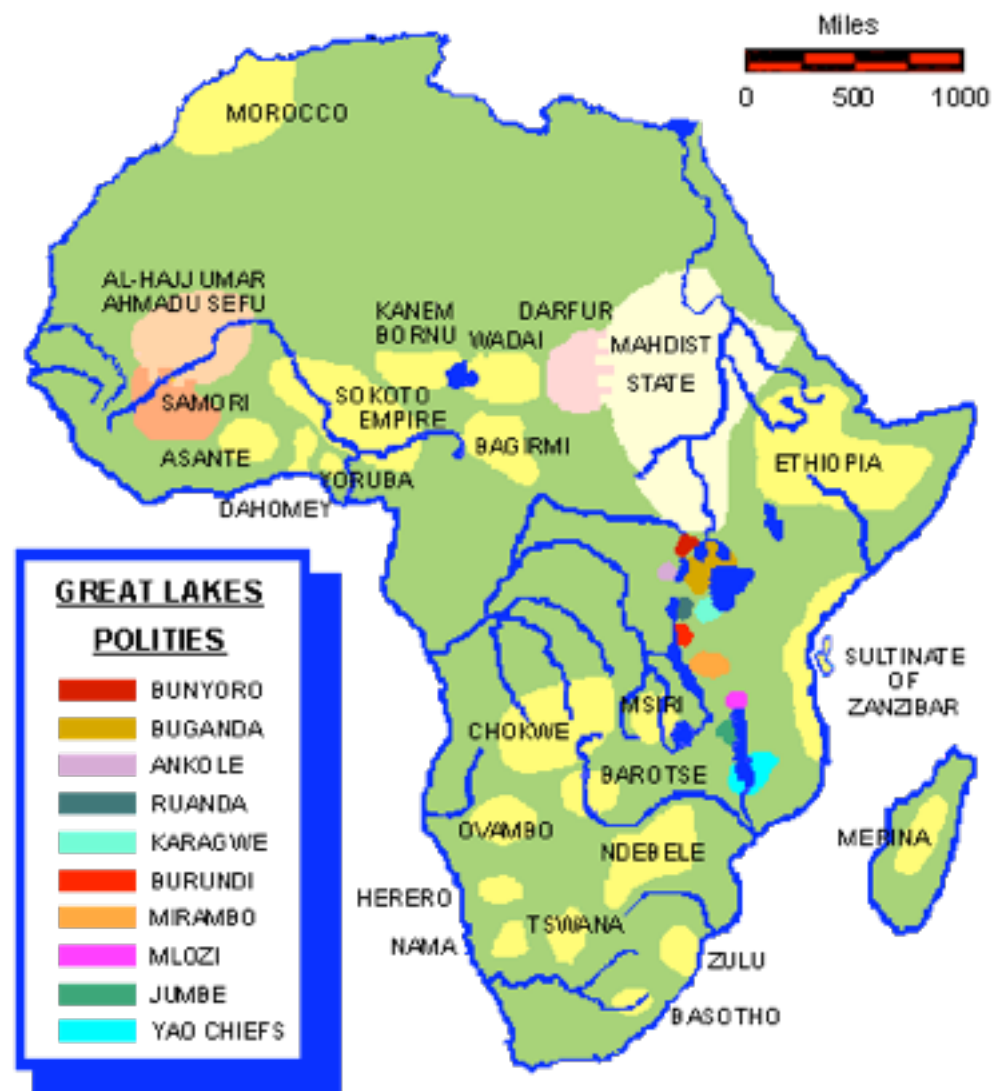 Miles
0 500 1000
MOROCCO
AL-HAJJ UMAR
AHMADU SEFU
KANEM
BORNU
WADAI
DARFUR
MAHDIST
STATE
SAMORI
SOKOTO
EMPIRE
ASANTE
BAGIRMI
ETHIOPIA
YORUBA
DAHOMEY
GREAT LAKES
POLITIES
BUNYORO
BUGANDA
ANKOLE
RUANDA
KARAGWE
BURUNDI
MIRAMBO
MLOZI
JUMBE
YAO CHIEFS
SULTINATE
OF
ZANZIBAR
MSIRI
CHOKWE
BAROTSE
OVAMBO
NDEBELE
MERINA
HERERO
TSWANA
NAMA
ZULU
BASOTHO